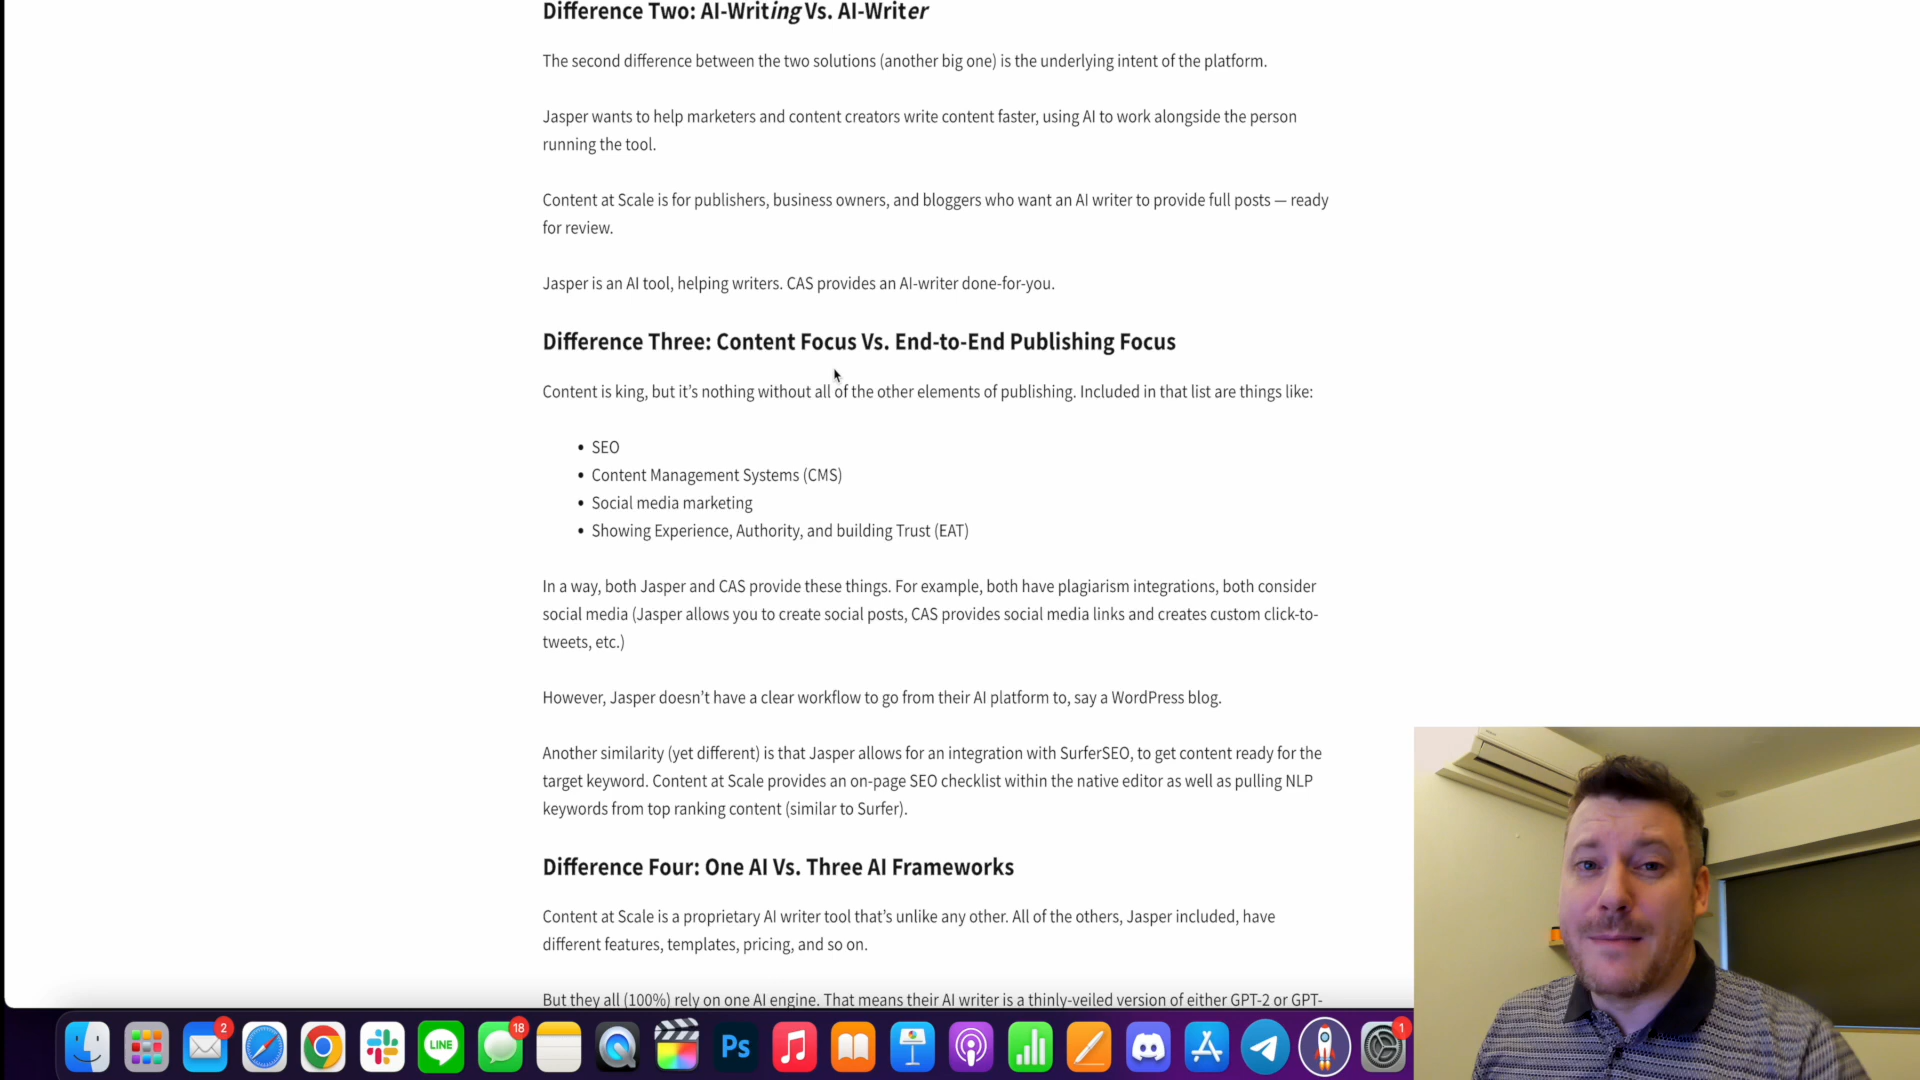 Difference Two: AI-Writing Vs. AI-Writer
The second difference between the two solutions (another big one) is the underlying intent of the platform.
Jasper wants to help marketers and content creators write content faster, using AI to work alongside the person
running the tool.
Content at Scale is for publishers, business owners, and bloggers who want an AI writer to provide full posts — ready
for review.
Jasper is an AI tool, helping writers. CAS provides an AI-writer done-for-you.
Difference Three: Content Focus Vs. End-to-End Publishing Focus
Content is king, but it’s nothing without all of the other elements of publishing. Included in that list are things like:
• SEO
• Content Management Systems (CMS)
• Social media marketing
• Showing Experience, Authority, and building Trust (EAT)
In a way, both Jasper and CAS provide these things. For example, both have plagiarism integrations, both consider
social media (Jasper allows you to create social posts, CAS provides social media links and creates custom click-to-
tweets, etc.)
However, Jasper doesn’t have a clear workflow to go from their AI platform to, say a WordPress blog.
Another similarity (yet different) is that Jasper allows for an integration with SurferSEO, to get content ready for the
target keyword. Content at Scale provides an on-page SEO checklist within the native editor as well as pulling NLP
keywords from top ranking content (similar to Surfer).
Difference Four: One AI Vs. Three AI Frameworks
Content at Scale is a proprietary AI writer tool that’s unlike any other. All of the others, Jasper included, have
different features, templates, pricing, and so on.
But they all (100%) rely on one AI engine. That means their AI writer is a thinly-veiled version of either GPT-2 or GPT-
2
LINE
18
Ps
1